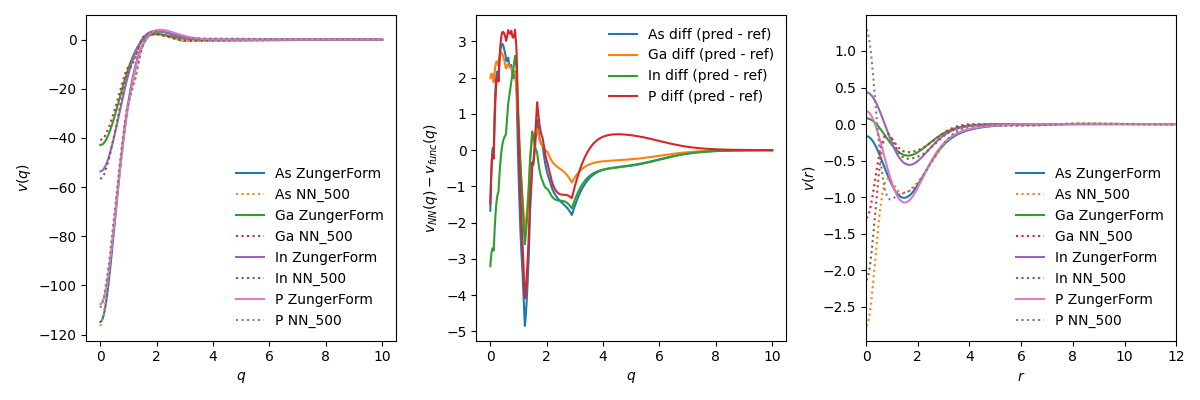 0
−20
−40
−60
−80
−100
−120
0
2
4
6
8
10
q
v(q)
As ZungerForm
As NN_500
Ga ZungerForm
Ga NN_500
In ZungerForm
In NN_500
P ZungerForm
P NN_500
3
2
1
0
−1
−2
−3
−4
−5
0
2
4
6
8
10
q
v_NN(q) − v_func(q)
As diff (pred - ref)
Ga diff (pred - ref)
In diff (pred - ref)
P diff (pred - ref)
1.0
0.5
0.0
−0.5
−1.0
−1.5
−2.0
−2.5
0
2
4
6
8
10
12
r
v(r)
As ZungerForm
As NN_500
Ga ZungerForm
Ga NN_500
In ZungerForm
In NN_500
P ZungerForm
P NN_500